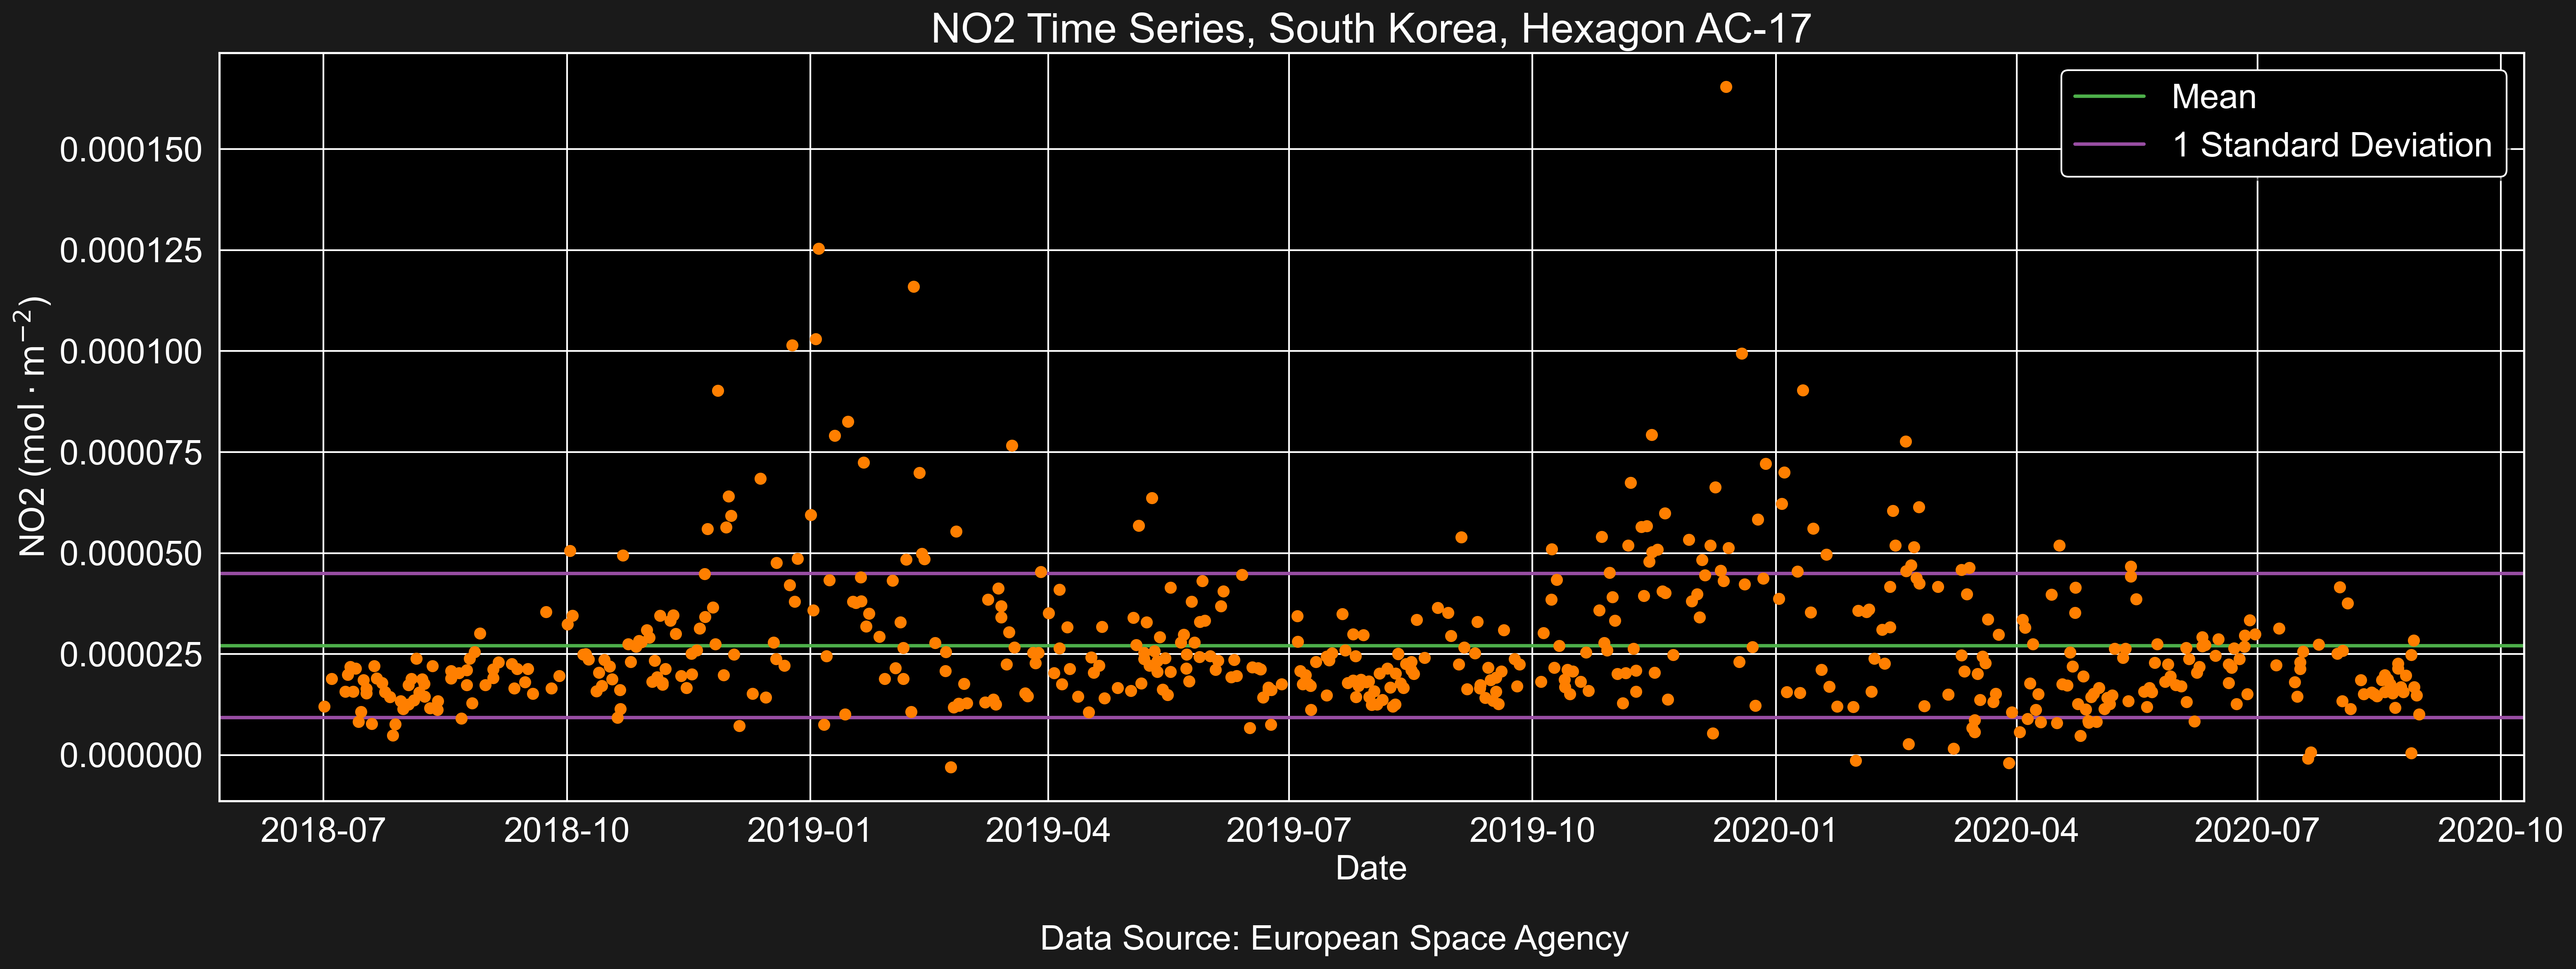 NO2 Time Series, South Korea, Hexagon AC-17
Mean
1 Standard Deviation
NO2 (mol · m⁻²)
0.000150
0.000125
0.000100
0.000075
0.000050
0.000025
0.000000
2018-07 2018-10 2019-01 2019-04 2019-07 2019-10 2020-01 2020-04 2020-07 2020-10
Date
Data Source: European Space Agency